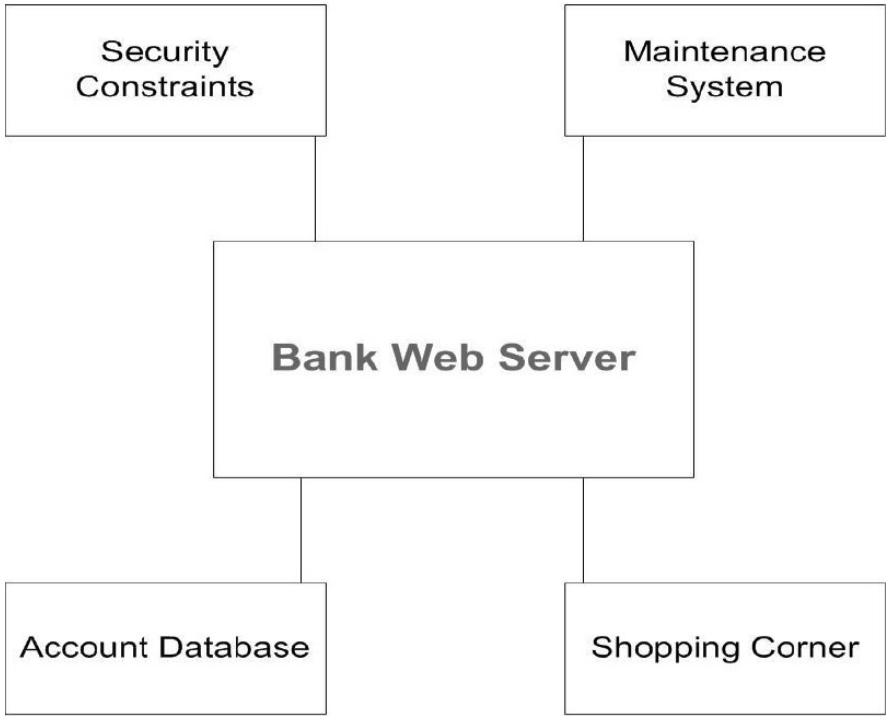 Security
Constraints
Maintenance
System
Bank Web Server
Account Database
Shopping Corner